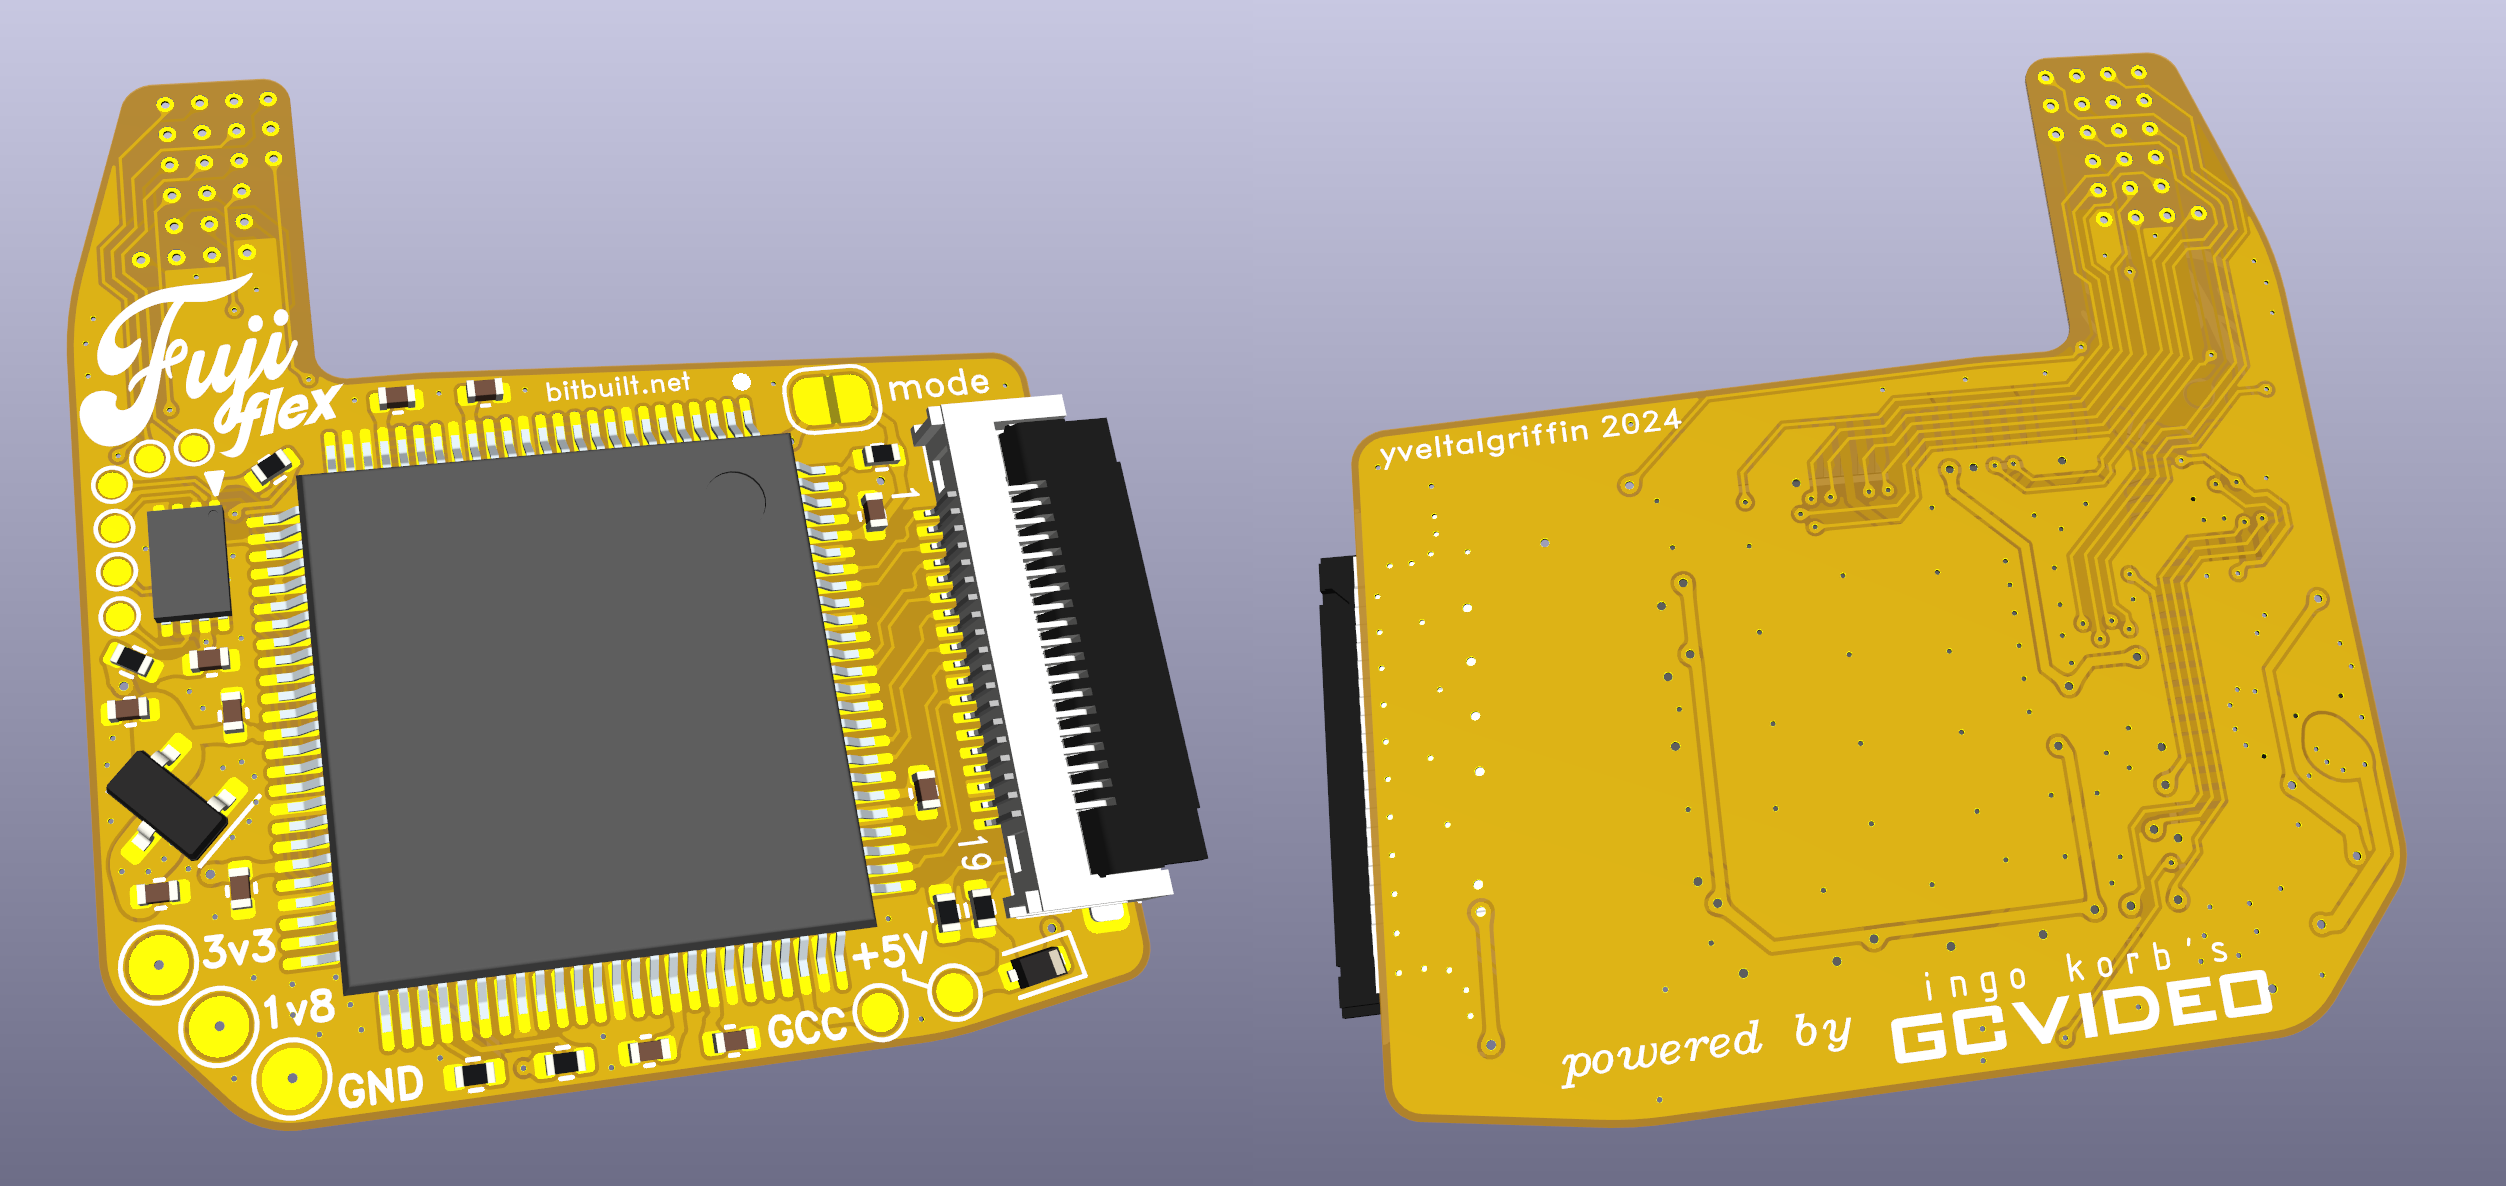 Fuji
flex
bitbuilt.net
mode
1
19
3v3
1v8
GND
+5V
GCC
yveltalgriffin 2024
ingo korb's
powered by GCVIDEO